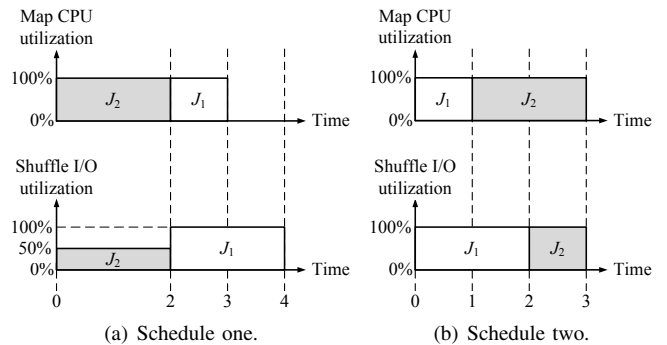 Map CPU
utilization
100%
0%
J2
J1
Time
Shuffle I/O
utilization
100%
50%
0%
J2
J1
Time
0
2
3
4
(a) Schedule one.
Map CPU
utilization
100%
0%
J1
J2
Time
Shuffle I/O
utilization
100%
0%
J1
J2
Time
0
1
2
3
(b) Schedule two.